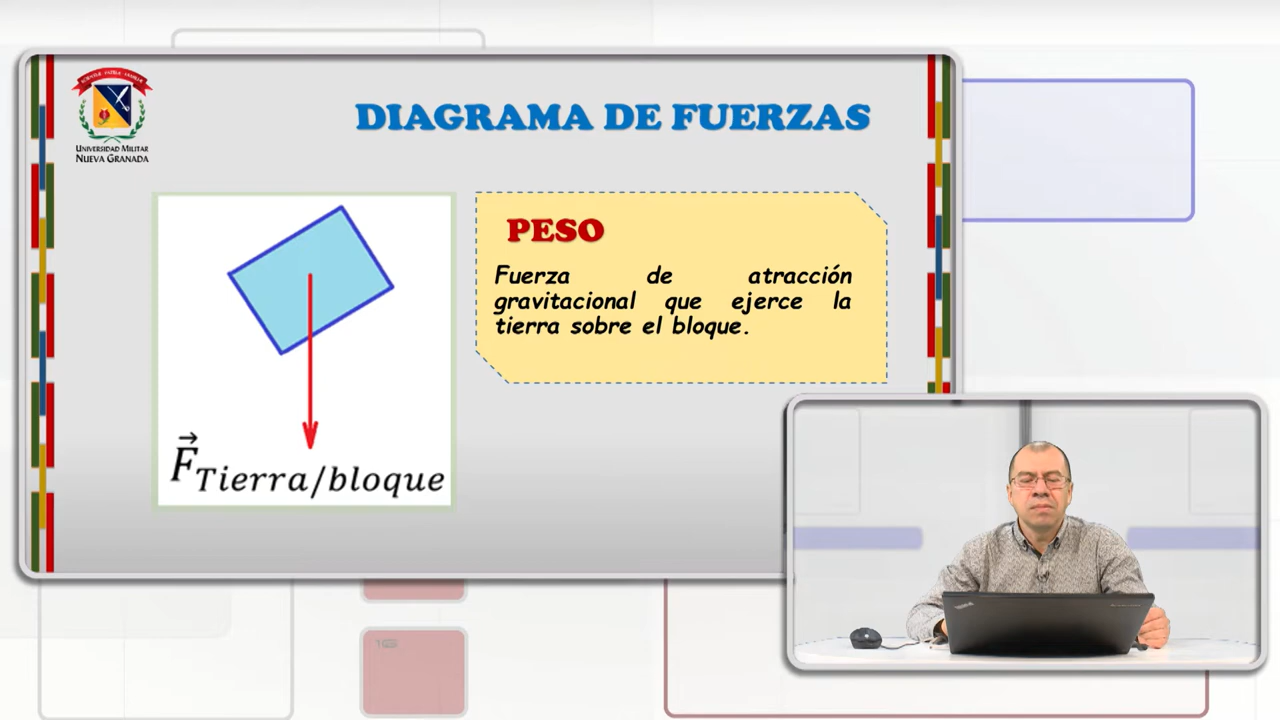 UNIVERSIDAD MILITAR
NUEVA GRANADA
DIAGRAMA DE FUERZAS
PESO
Fuerza de atracción
gravitacional que ejerce la
tierra sobre el bloque.
F⃗Tierra/bloque